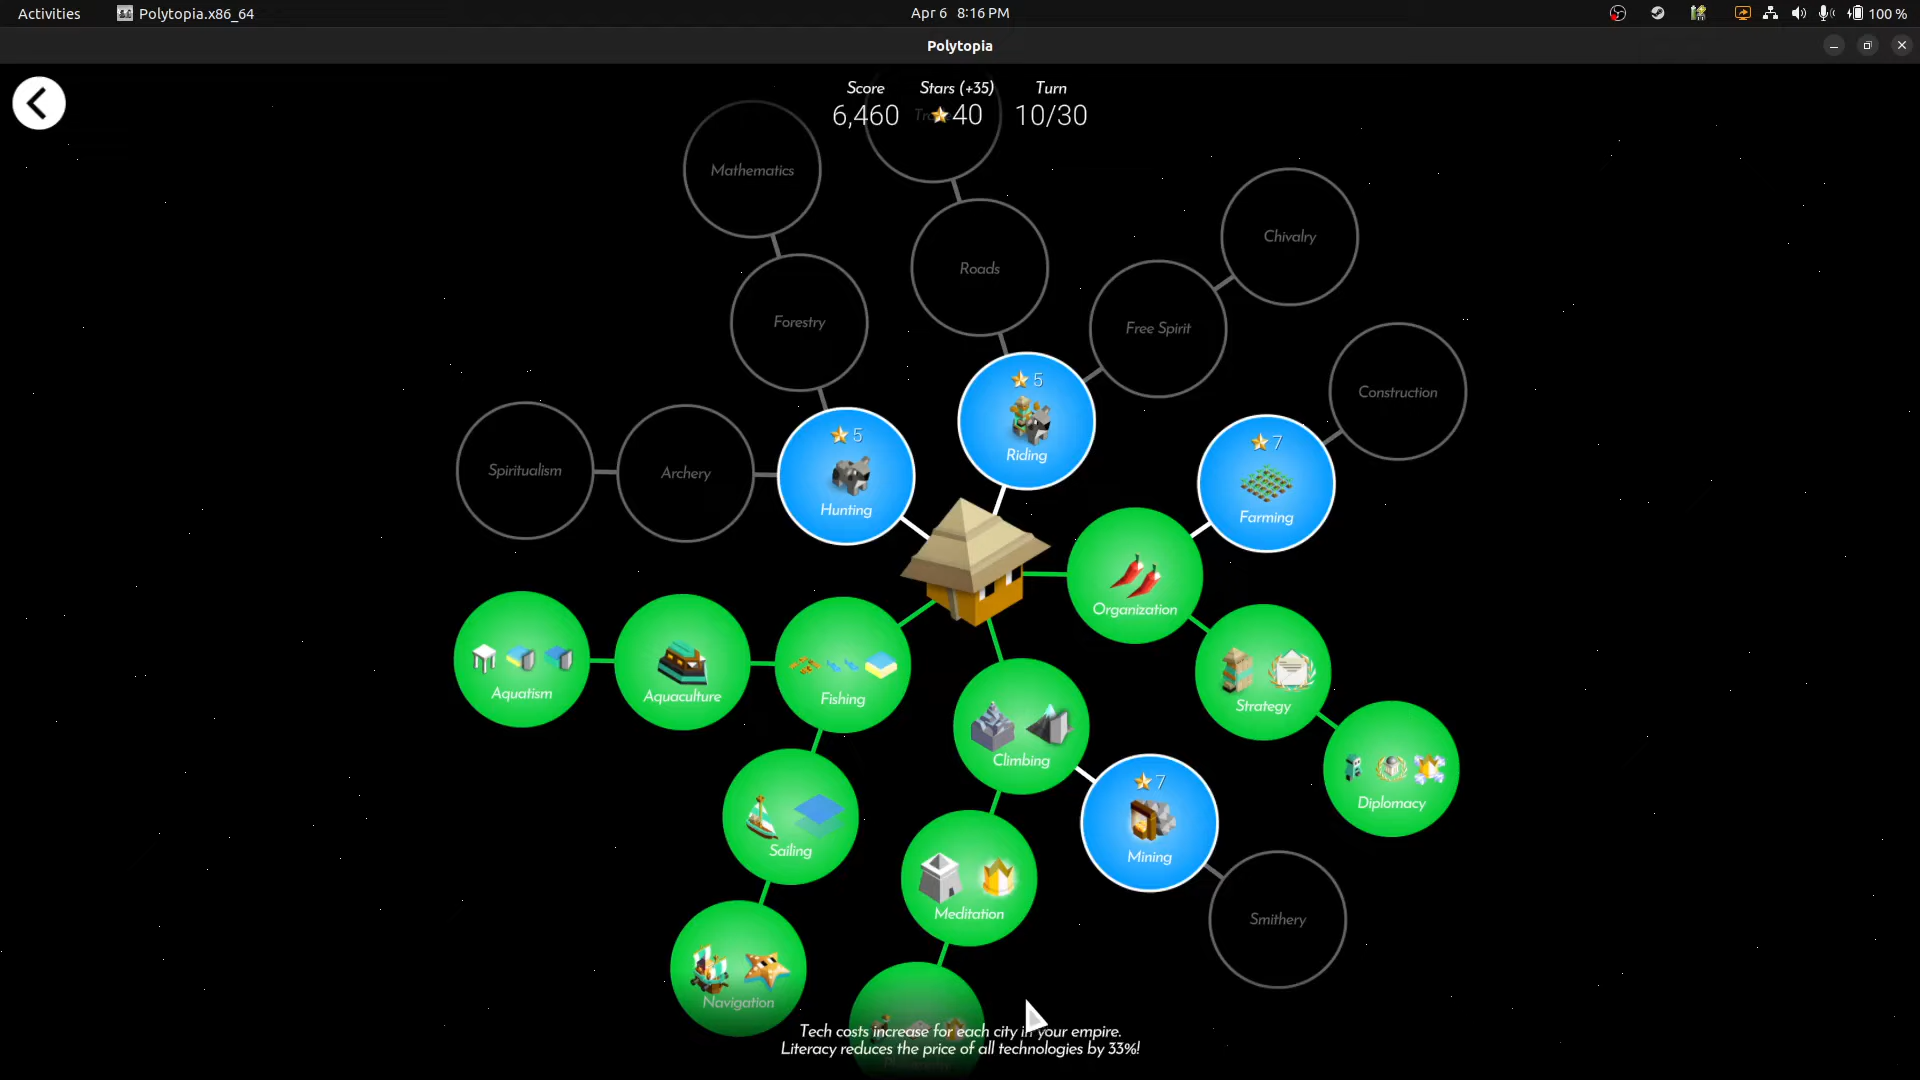 Activities
Polytopia.x86_64
Apr 6 8:16 PM
100 %
Polytopia
Score
Stars (+35)
Turn
6,460
40
10/30
Mathematics
Roads
Chivalry
Forestry
Free Spirit
Construction
5
Riding
5
Hunting
7
Farming
Spiritualism
Archery
Organization
Aquatism
Aquaculture
Fishing
Strategy
Climbing
Diplomacy
Sailing
7
Mining
Meditation
Smithery
Navigation
Tech costs increase for each city in your empire.
Literacy reduces the price of all technologies by 33%!